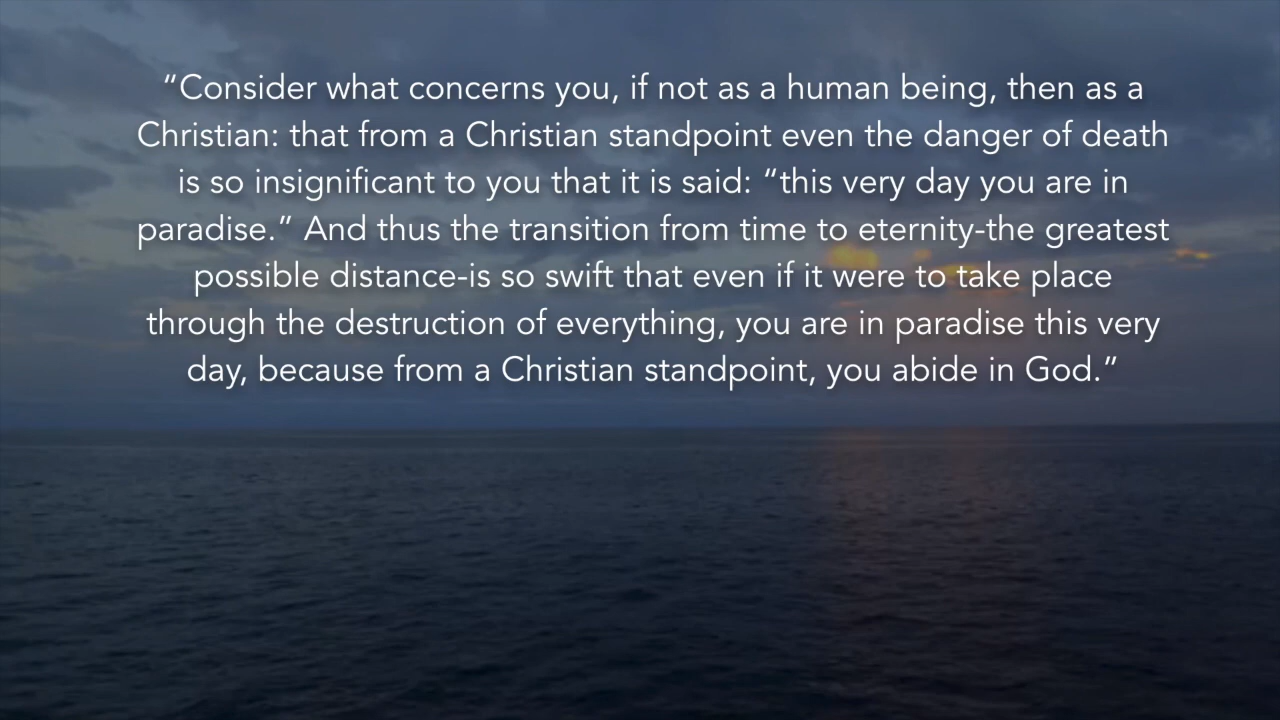 “Consider what concerns you, if not as a human being, then as a
Christian: that from a Christian standpoint even the danger of death
is so insignificant to you that it is said: “this very day you are in
paradise.” And thus the transition from time to eternity-the greatest
possible distance-is so swift that even if it were to take place
through the destruction of everything, you are in paradise this very
day, because from a Christian standpoint, you abide in God.”